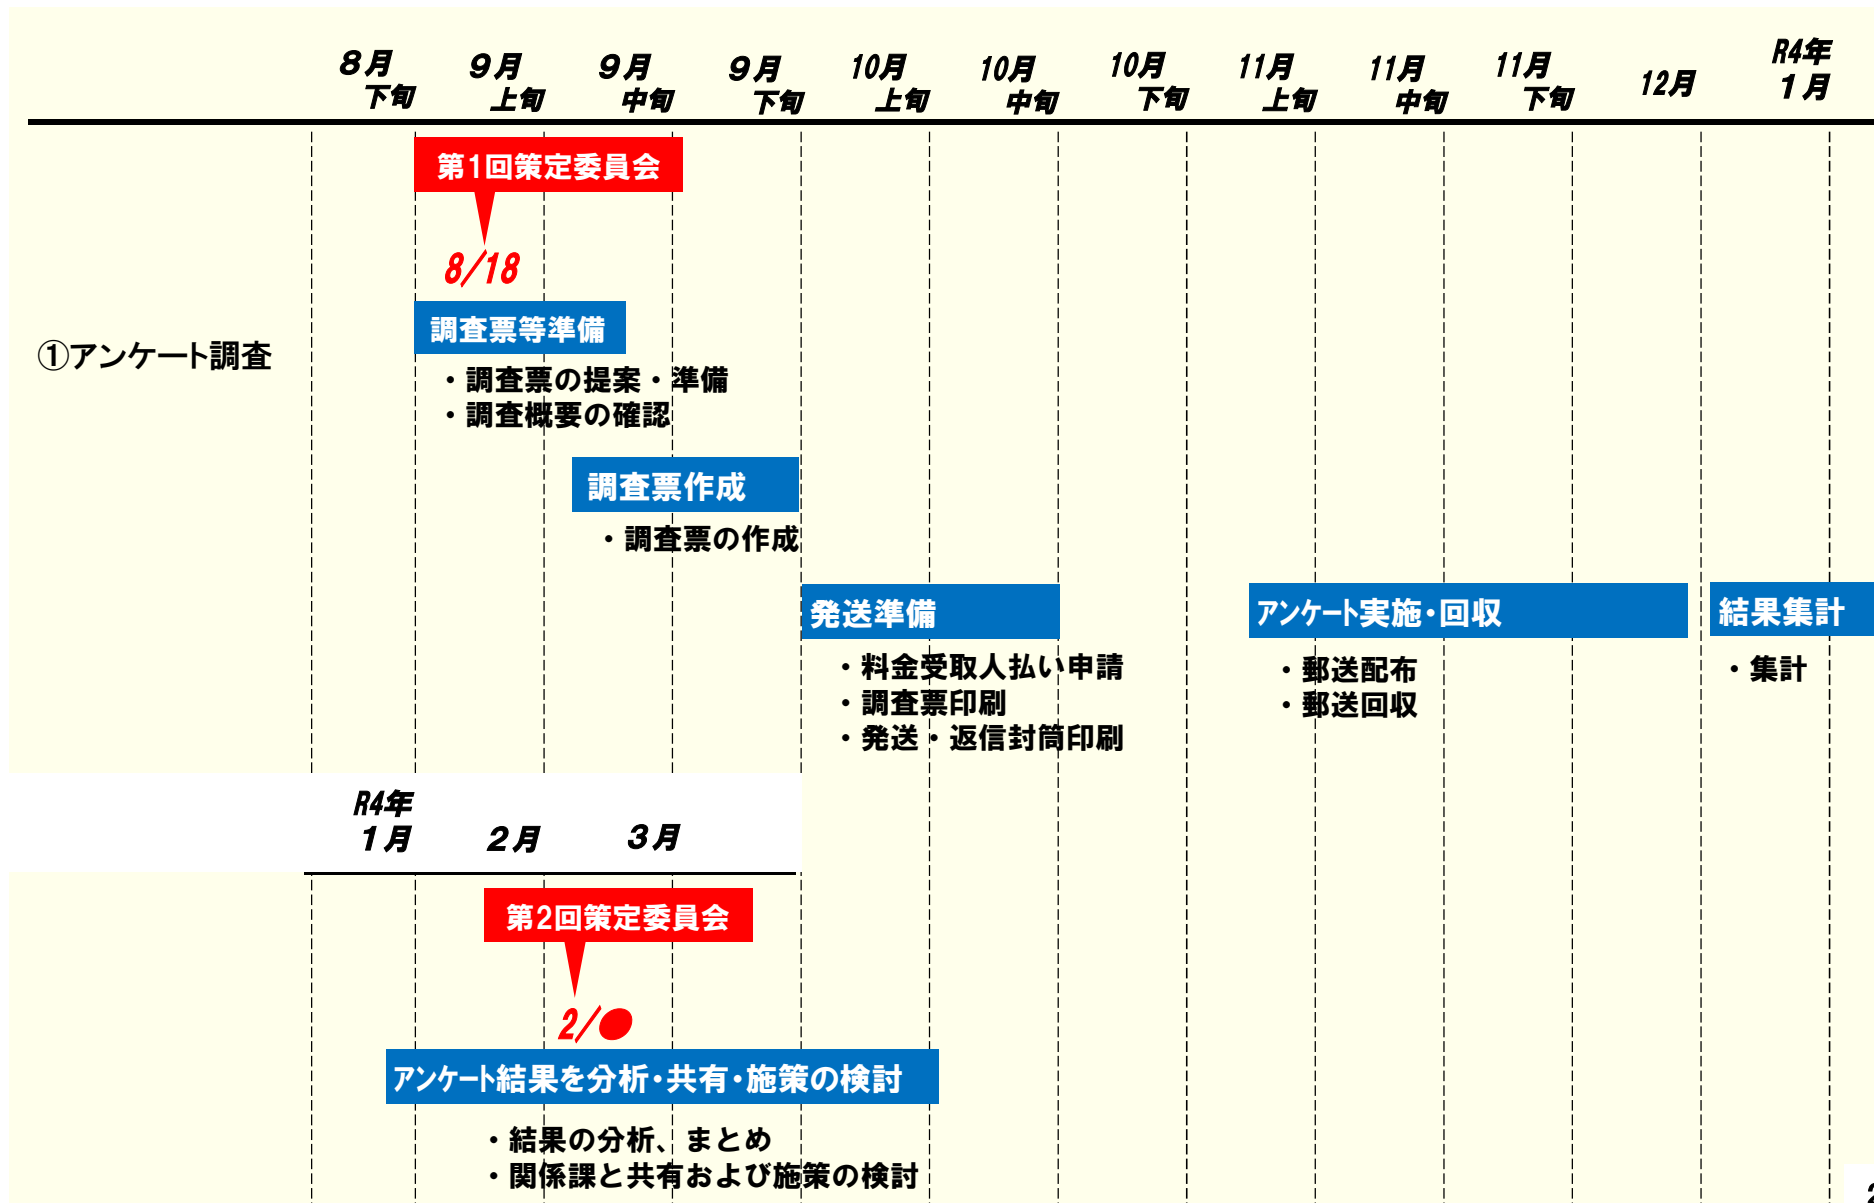 8月 下旬
9月 上旬
9月 中旬
9月 下旬
10月 上旬
10月 中旬
10月 下旬
11月 上旬
11月 中旬
11月 下旬
12月
R4年
1月
第1回策定委員会
8/18
①アンケート調査
調査票等準備
・調査票の提案・準備
・調査概要の確認
調査票作成
・調査票の作成
発送準備
・料金受取人払い申請
・調査票印刷
・発送・返信封筒印刷
アンケート実施・回収
・郵送配布
・郵送回収
結果集計
・集計
R4年
1月
2月
3月
第2回策定委員会
2/●
アンケート結果を分析・共有・施策の検討
・結果の分析、まとめ
・関係課と共有および施策の検討